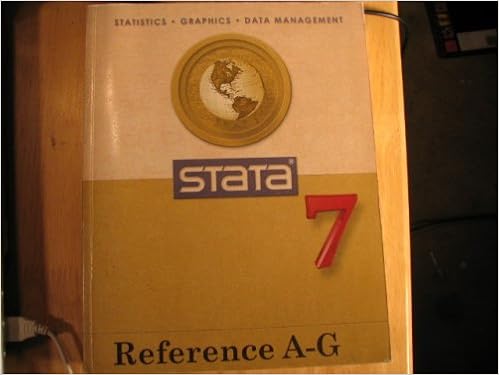 STATISTICS • GRAPHICS • DATA MANAGEMENT
STATA®
7
Reference A-G